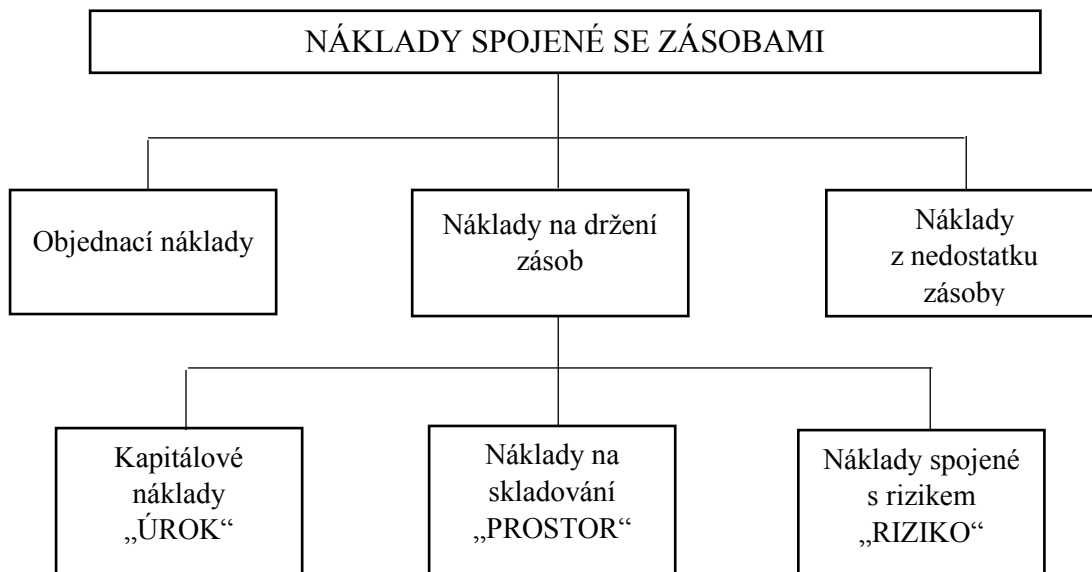 NÁKLADY SPOJENÉ SE ZÁSOBAMI
Objednací náklady
Náklady na držení
zásob
Náklady
z nedostatku
zásoby
Kapitálové
náklady
„ÚROK“
Náklady na
skladování
„PROSTOR“
Náklady spojené
s rizikem
„RIZIKO“